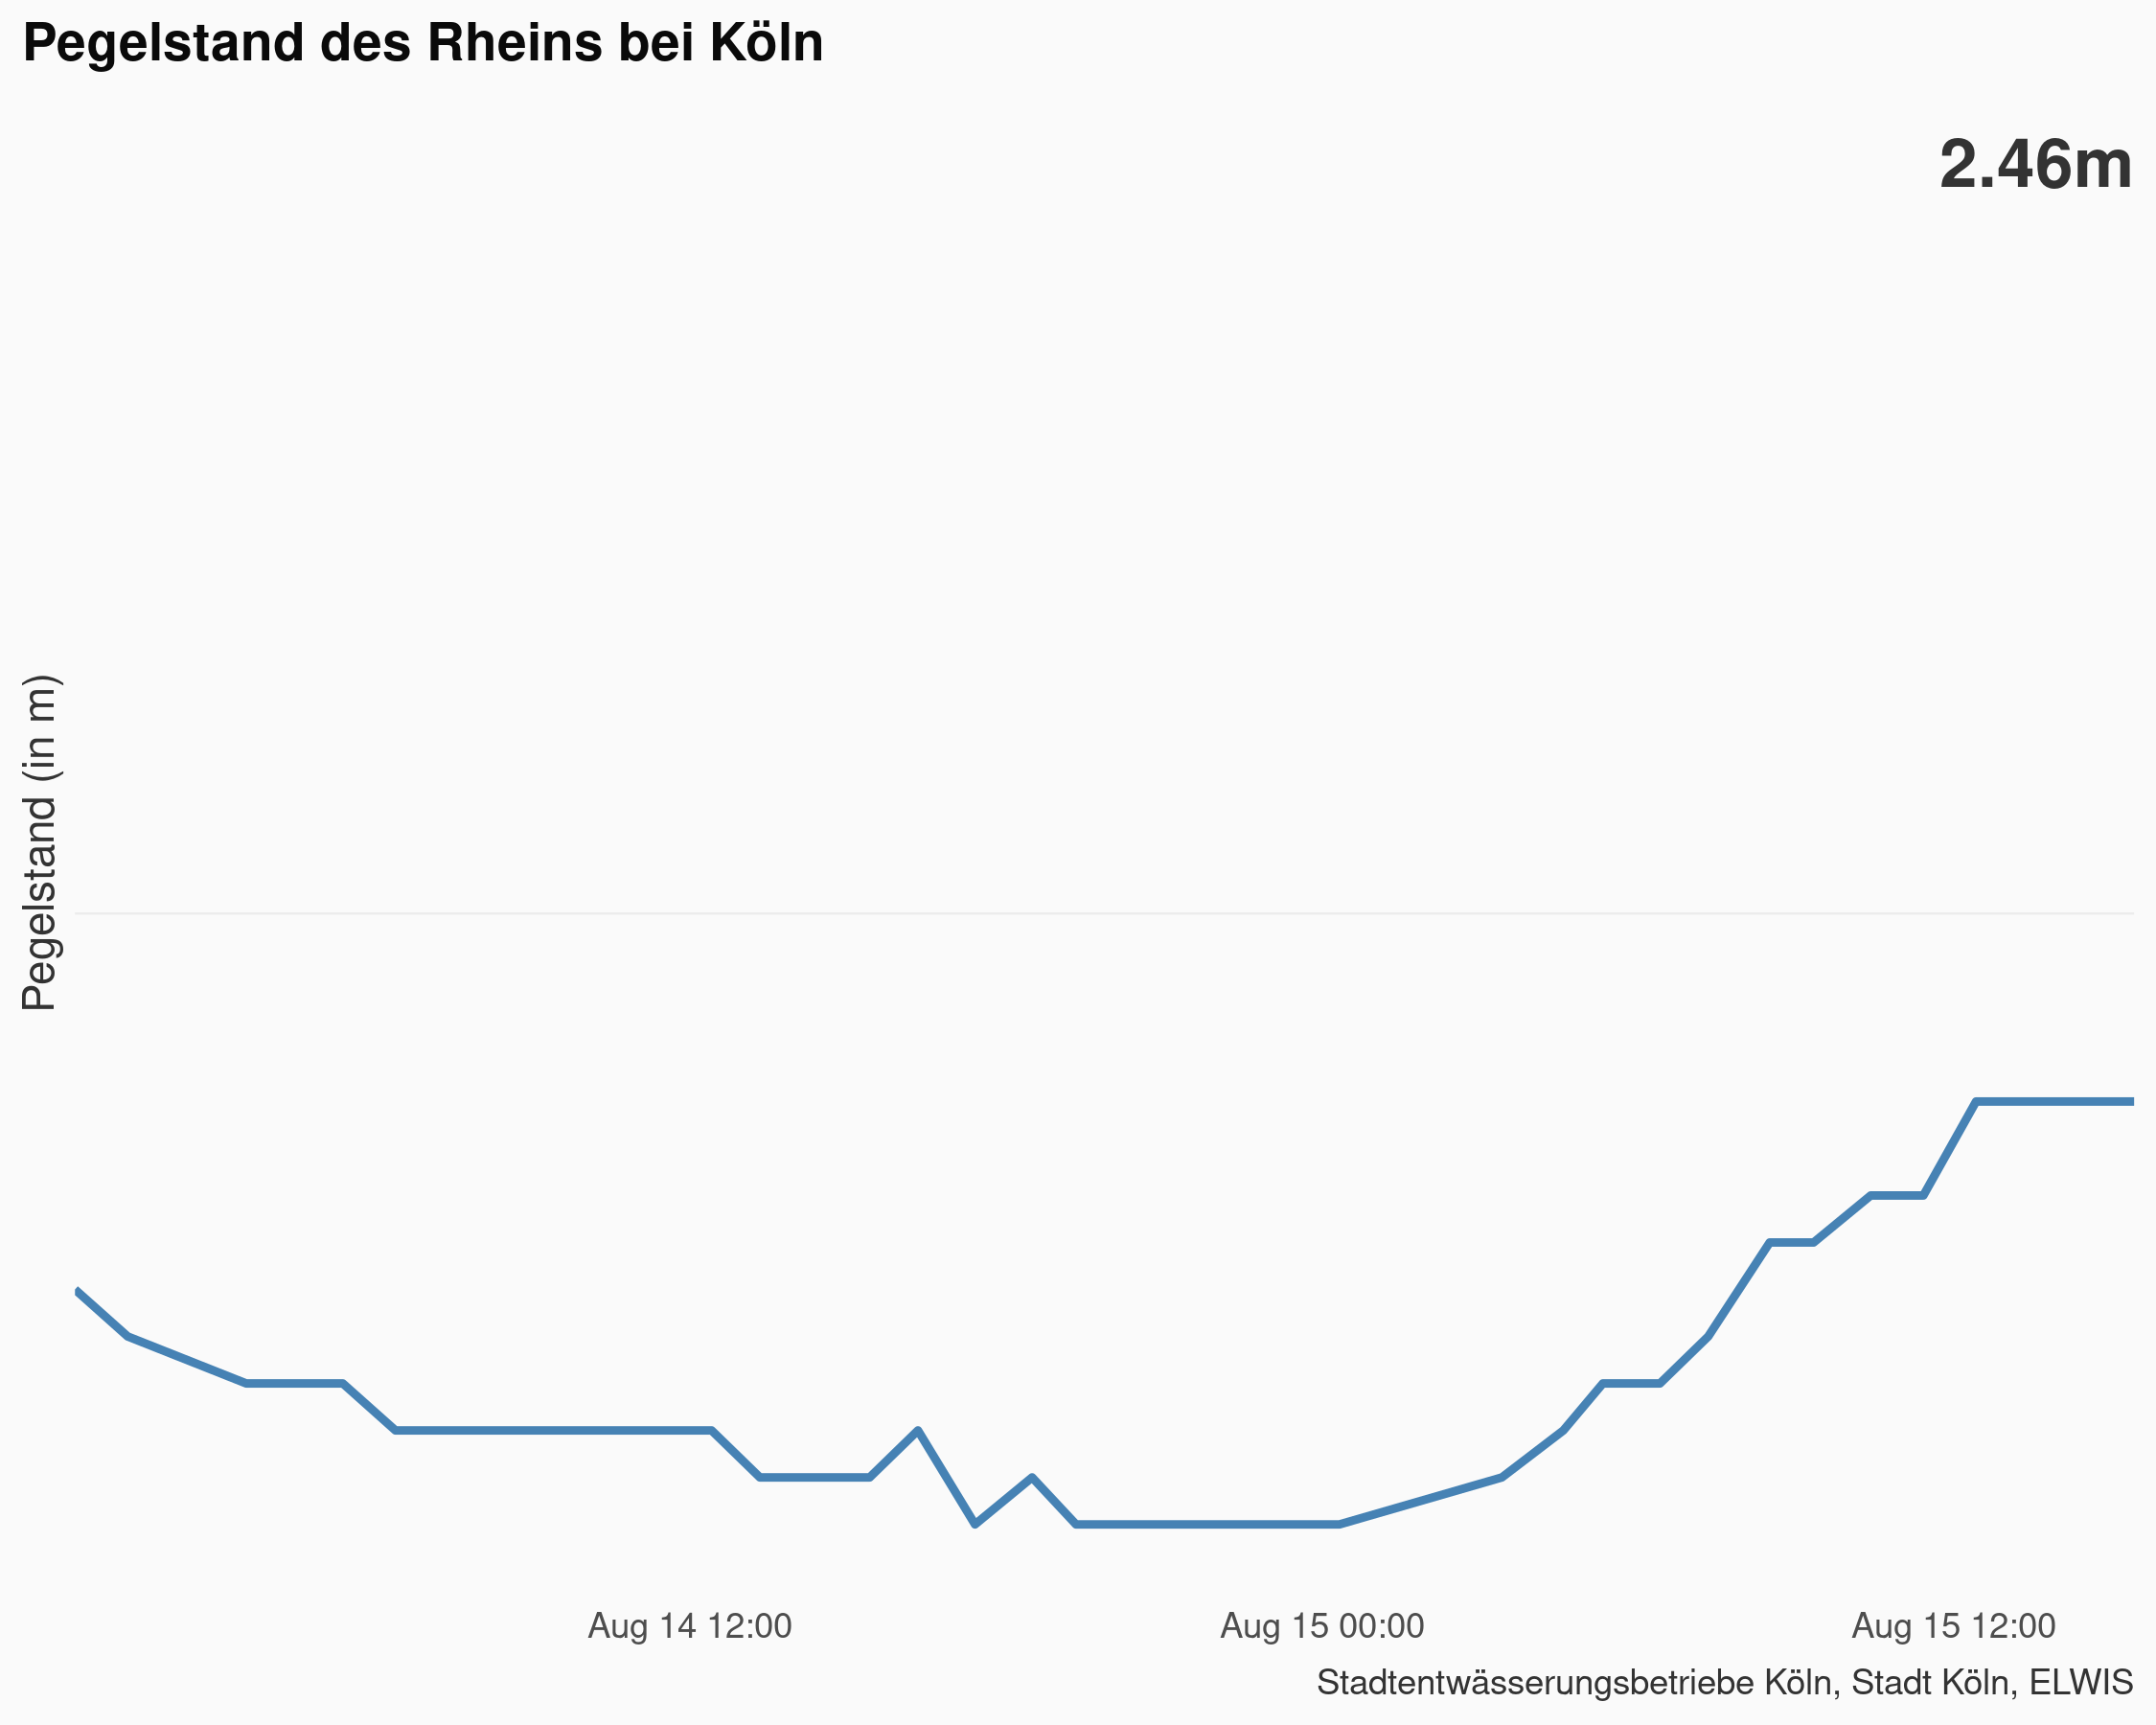 Pegelstand des Rheins bei Köln
2.46m
Pegelstand (in m)
Aug 14 12:00
Aug 15 00:00
Aug 15 12:00
Stadtentwässerungsbetriebe Köln, Stadt Köln, ELWIS